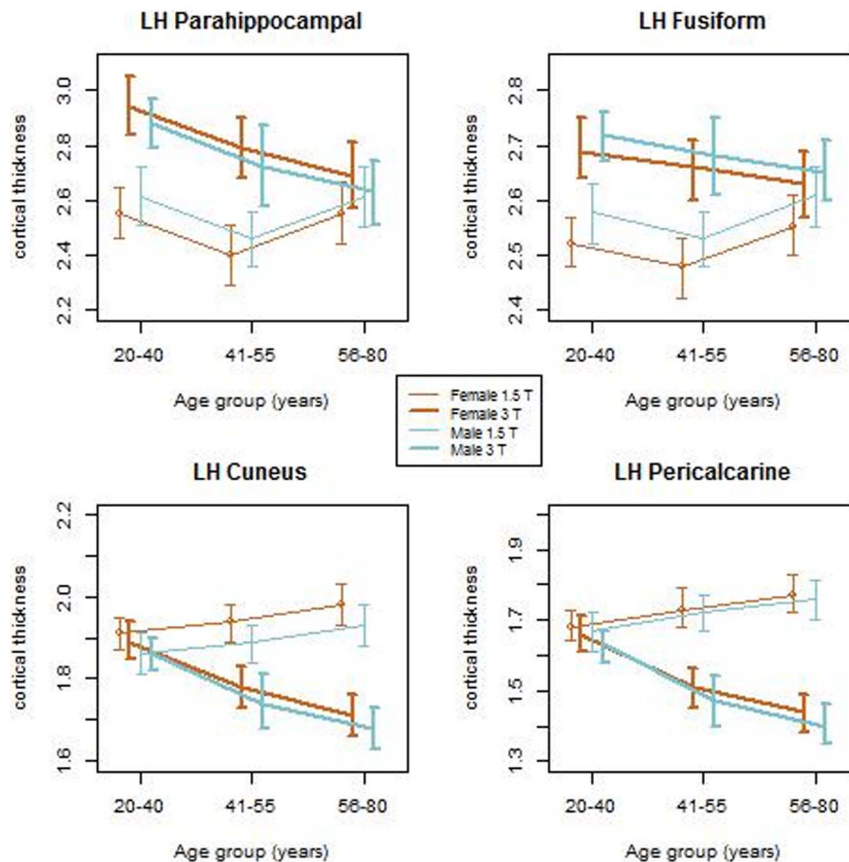 LH Parahippocampal
cortical thickness
3.0
2.8
2.6
2.4
2.2
20-40 41-55 56-80
Age group (years)
LH Fusiform
cortical thickness
2.8
2.7
2.6
2.5
2.4
20-40 41-55 56-80
Age group (years)
Female 1.5 T
Female 3 T
Male 1.5 T
Male 3 T
LH Cuneus
cortical thickness
2.2
2.0
1.8
1.6
20-40 41-55 56-80
Age group (years)
LH Pericalcarine
cortical thickness
1.9
1.7
1.5
1.3
20-40 41-55 56-80
Age group (years)